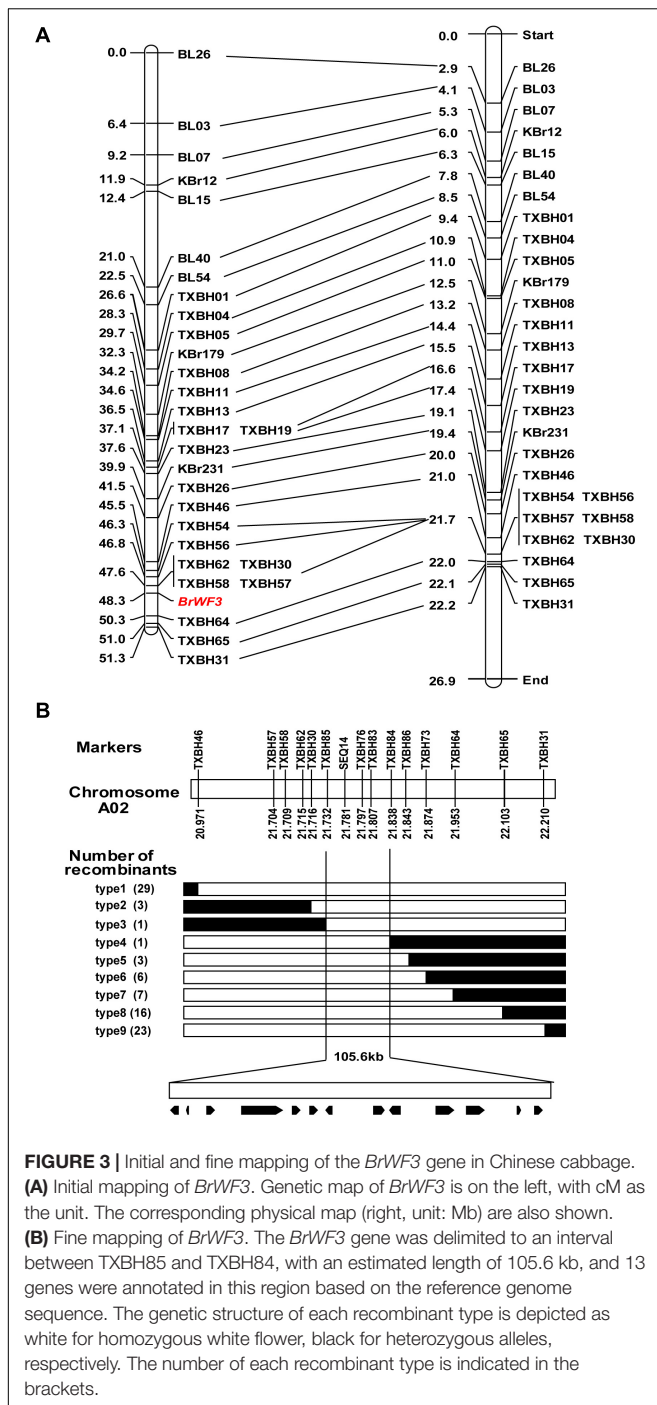 A
0.0 BL26
6.4 BL03
9.2 BL07
11.9 KBr12
12.4 BL15
21.0 BL40
22.5 BL54
26.6 TXBH01
28.3 TXBH04
29.7 TXBH05
32.3 KBr179
34.2 TXBH08
34.6 TXBH11
36.5 TXBH13
37.1 TXBH17 TXBH19
37.6 TXBH23
39.9 KBr231
41.5 TXBH26
45.5 TXBH46
46.3 TXBH54
46.8 TXBH56
47.6 TXBH62 TXBH30
TXBH58 TXBH57
48.3 BrWF3
50.3 TXBH64
51.0 TXBH65
51.3 TXBH31
0.0 Start
2.9 BL26
4.1 BL03
5.3 BL07
6.0 KBr12
6.3 BL15
7.8 BL40
8.5 BL54
9.4 TXBH01
10.9 TXBH04
11.0 TXBH05
12.5 KBr179
13.2 TXBH08
14.4 TXBH11
15.5 TXBH13
16.6 TXBH17
17.4 TXBH19
19.1 TXBH23
19.4 KBr231
20.0 TXBH26
21.0 TXBH46
TXBH54 TXBH56
21.7 TXBH57 TXBH58
TXBH62 TXBH30
22.0 TXBH64
22.1 TXBH65
22.2 TXBH31
26.9 End
B
Markers
TXBH46 TXBH57 TXBH58 TXBH62 TXBH30 TXBH85 SEQ14 TXBH76 TXBH83 TXBH84 TXBH86 TXBH73 TXBH64 TXBH65 TXBH31
Chromosome
A02
20.971 21.704 21.709 21.715 21.716 21.732 21.781 21.797 21.807 21.838 21.843 21.874 21.953 22.103 22.210
Number of
recombinants
type1 (29)
type2 (3)
type3 (1)
type4 (1)
type5 (3)
type6 (6)
type7 (7)
type8 (16)
type9 (23)
105.6kb
FIGURE 3 | Initial and fine mapping of the BrWF3 gene in Chinese cabbage.
(A) Initial mapping of BrWF3. Genetic map of BrWF3 is on the left, with cM as
the unit. The corresponding physical map (right, unit: Mb) are also shown.
(B) Fine mapping of BrWF3. The BrWF3 gene was delimited to an interval
between TXBH85 and TXBH84, with an estimated length of 105.6 kb, and 13
genes were annotated in this region based on the reference genome
sequence. The genetic structure of each recombinant type is depicted as
white for homozygous white flower, black for heterozygous alleles,
respectively. The number of each recombinant type is indicated in the
brackets.